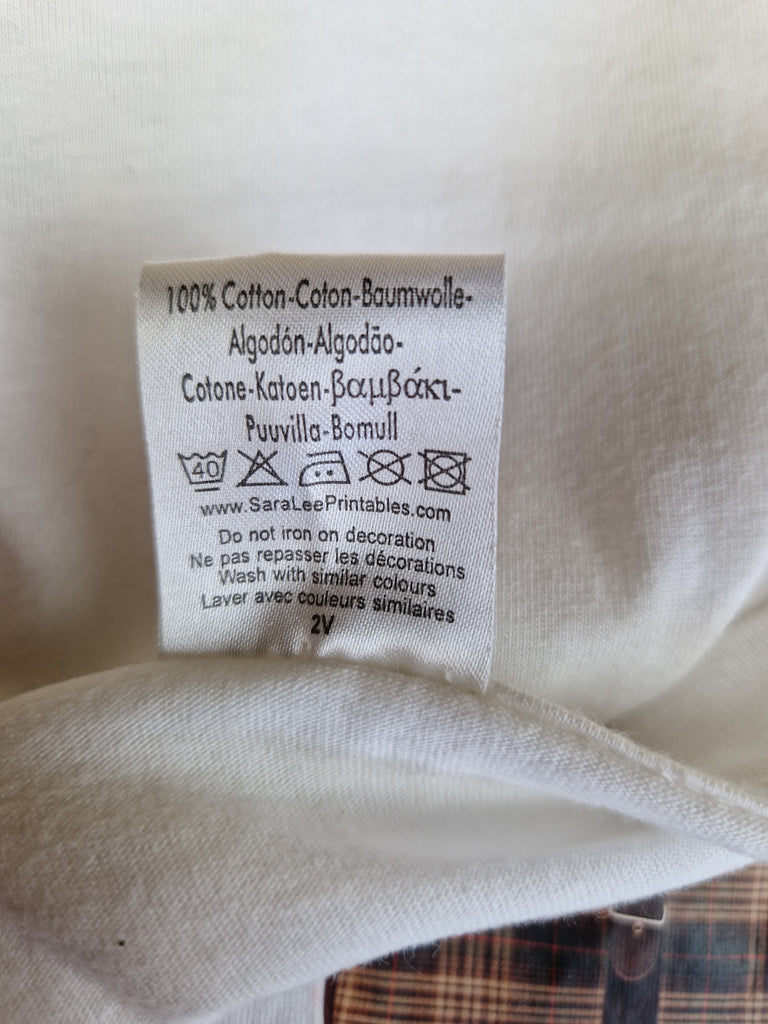 100% Cotton-Coton-Baumwolle-
Algodón-Algodão-
Cotone-Katoen-βαμβάκι-
Puuvilla-Bomull
40
www.SaraLeePrintables.com
Do not iron on decoration
Ne pas repasser les décorations
Wash with similar colours
Laver avec couleurs similaires
2V